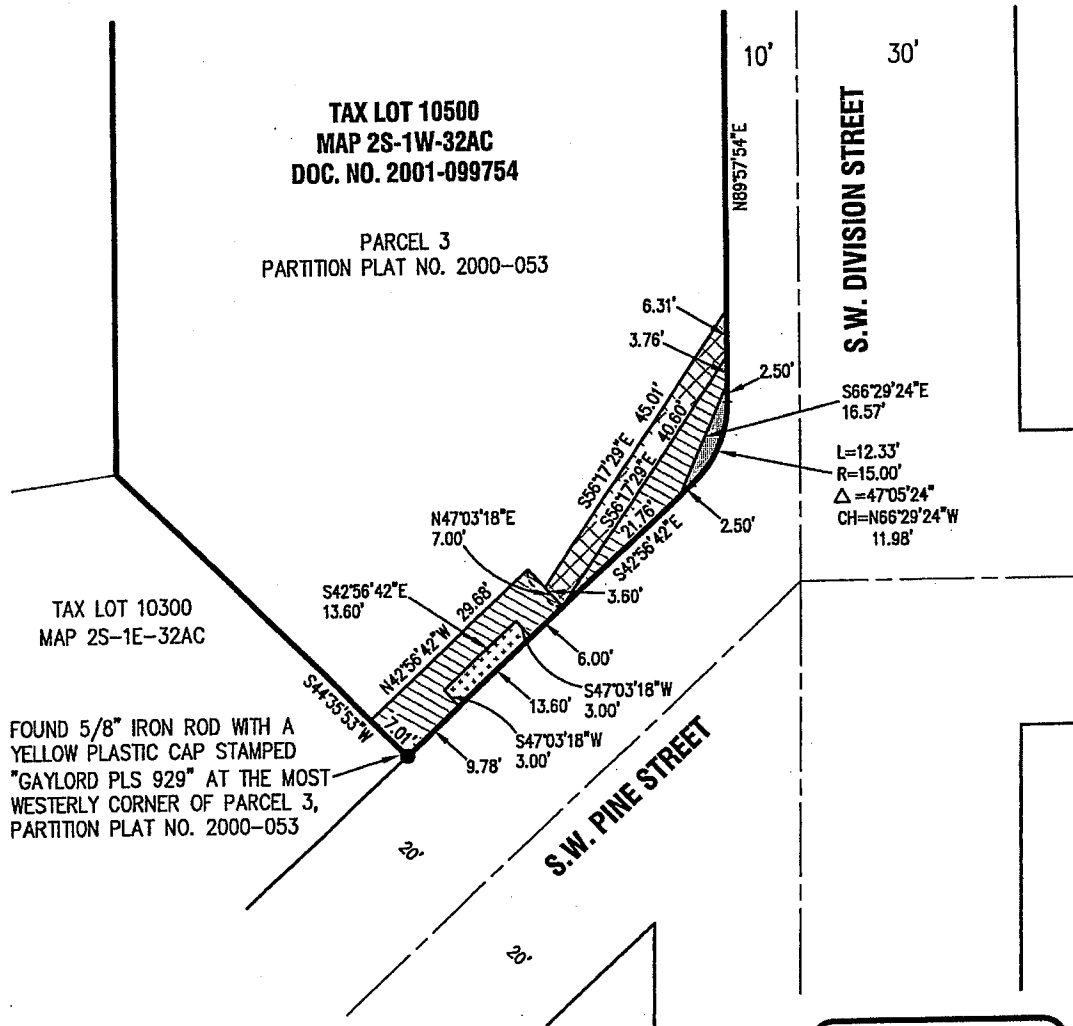 10'
30'
TAX LOT 10500
MAP 2S-1W-32AC
DOC. NO. 2001-099754
PARCEL 3
PARTITION PLAT NO. 2000-053
N89°57'54"E
S.W. DIVISION STREET
6.31'
3.76'
2.50'
S66°29'24"E
16.57'
L=12.33'
R=15.00'
Δ =47°05'24"
CH=N66°29'24"W
11.98'
S56°17'29"E 45.01'
S56°17'29"E 40.60'
21.76'
S42°56'42"E
2.50'
N47°03'18"E
7.00'
3.60'
S42°56'42"E
13.60'
N42°56'42"W 29.68'
6.00'
S47°03'18"W
3.00'
13.60'
S47°03'18"W
3.00'
9.78'
7.01'
S44°35'53"W
TAX LOT 10300
MAP 2S-1E-32AC
FOUND 5/8" IRON ROD WITH A
YELLOW PLASTIC CAP STAMPED
"GAYLORD PLS 929" AT THE MOST
WESTERLY CORNER OF PARCEL 3,
PARTITION PLAT NO. 2000-053
S.W. PINE STREET
20'
20'